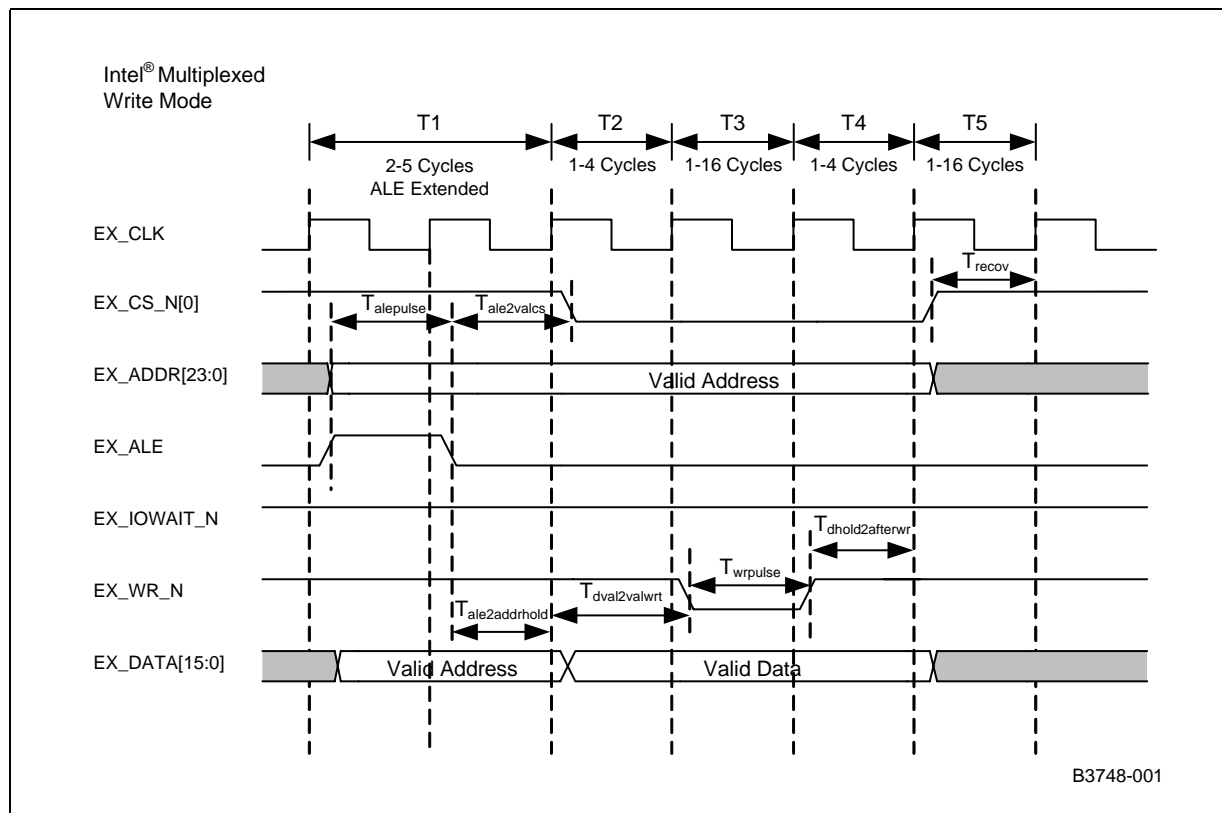 Intel® Multiplexed
Write Mode
T1 T2 T3 T4 T5
2-5 Cycles 1-4 Cycles 1-16 Cycles 1-4 Cycles 1-16 Cycles
ALE Extended
EX_CLK
Trecov
EX_CS_N[0]
Talepulse Tale2valcs
EX_ADDR[23:0]
Valid Address
EX_ALE
EX_IOWAIT_N
Tdhold2afterwr
Twrpulse
EX_WR_N
Tdval2valwrt
Tale2addrhold
EX_DATA[15:0]
Valid Address Valid Data
B3748-001